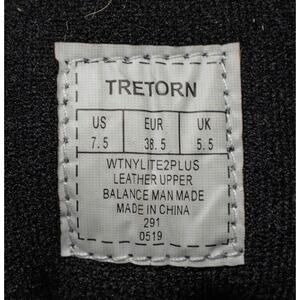 TRETORN
US EUR UK
7.5 38.5 5.5
WTNYLITE2PLUS
LEATHER UPPER
BALANCE MAN MADE
MADE IN CHINA
291
0519